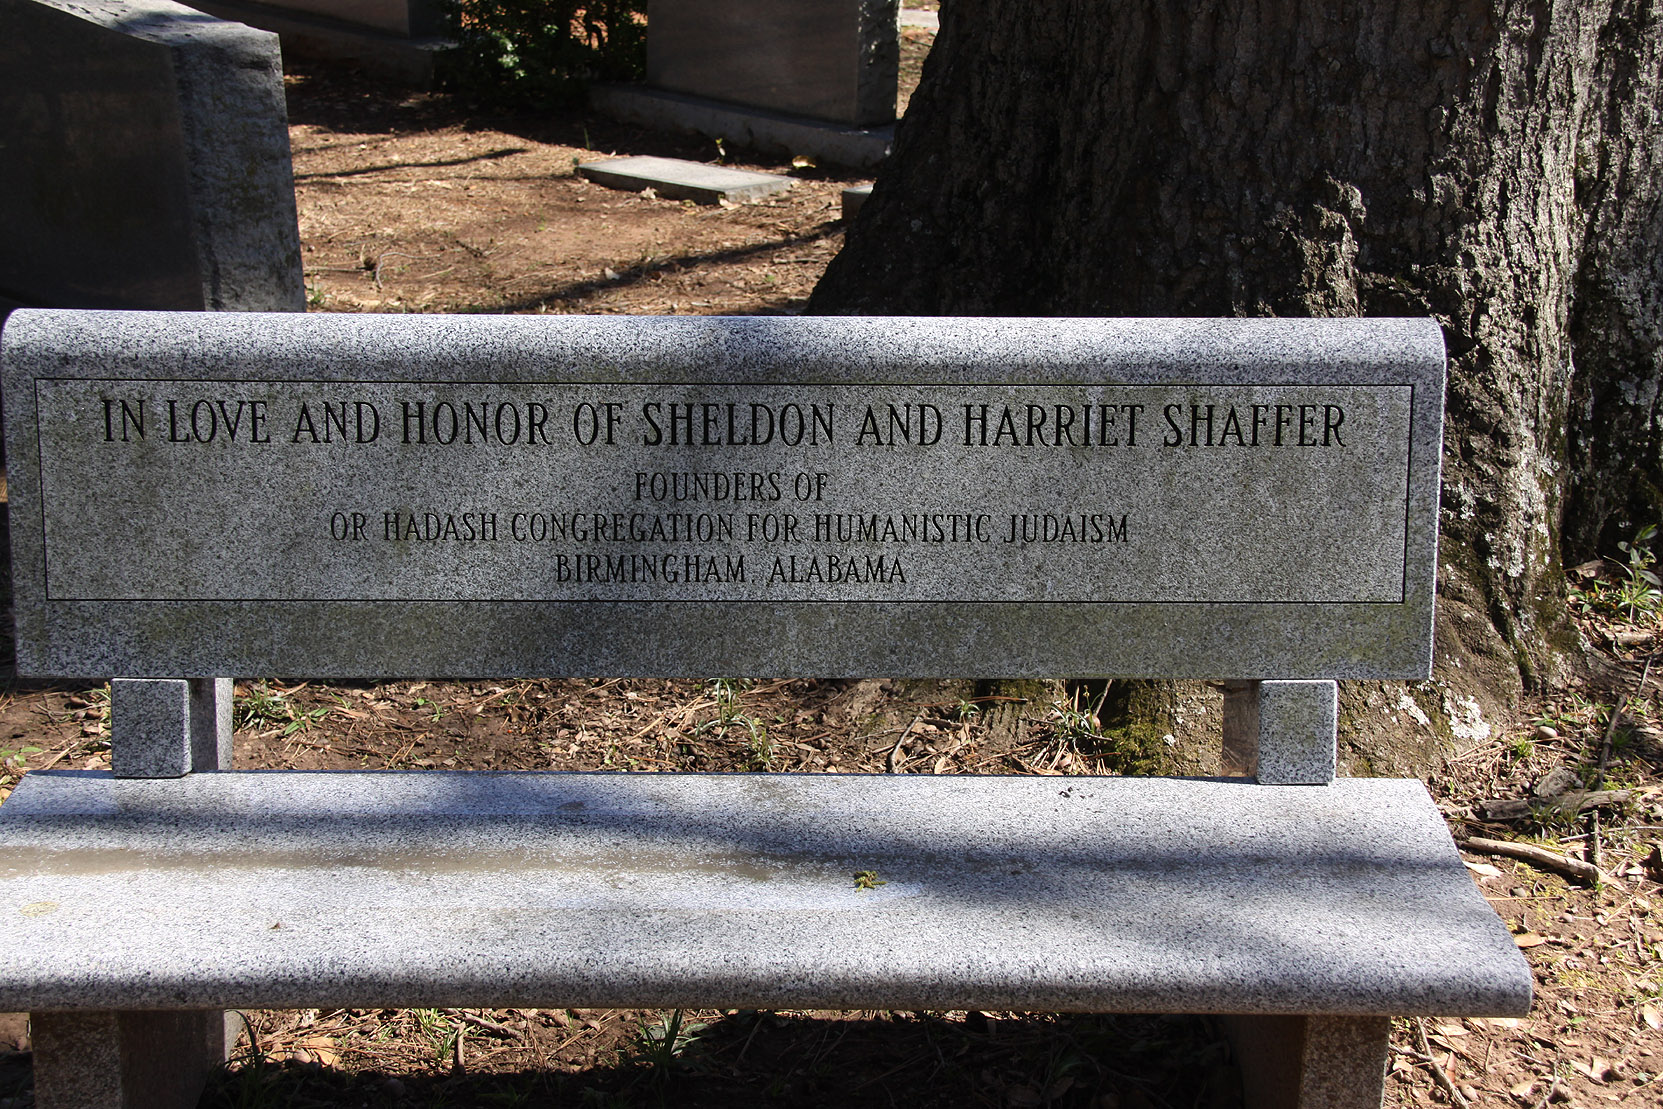 IN LOVE AND HONOR OF SHELDON AND HARRIET SHAFFER
FOUNDERS OF
OR HADASH CONGREGATION FOR HUMANISTIC JUDAISM
BIRMINGHAM, ALABAMA